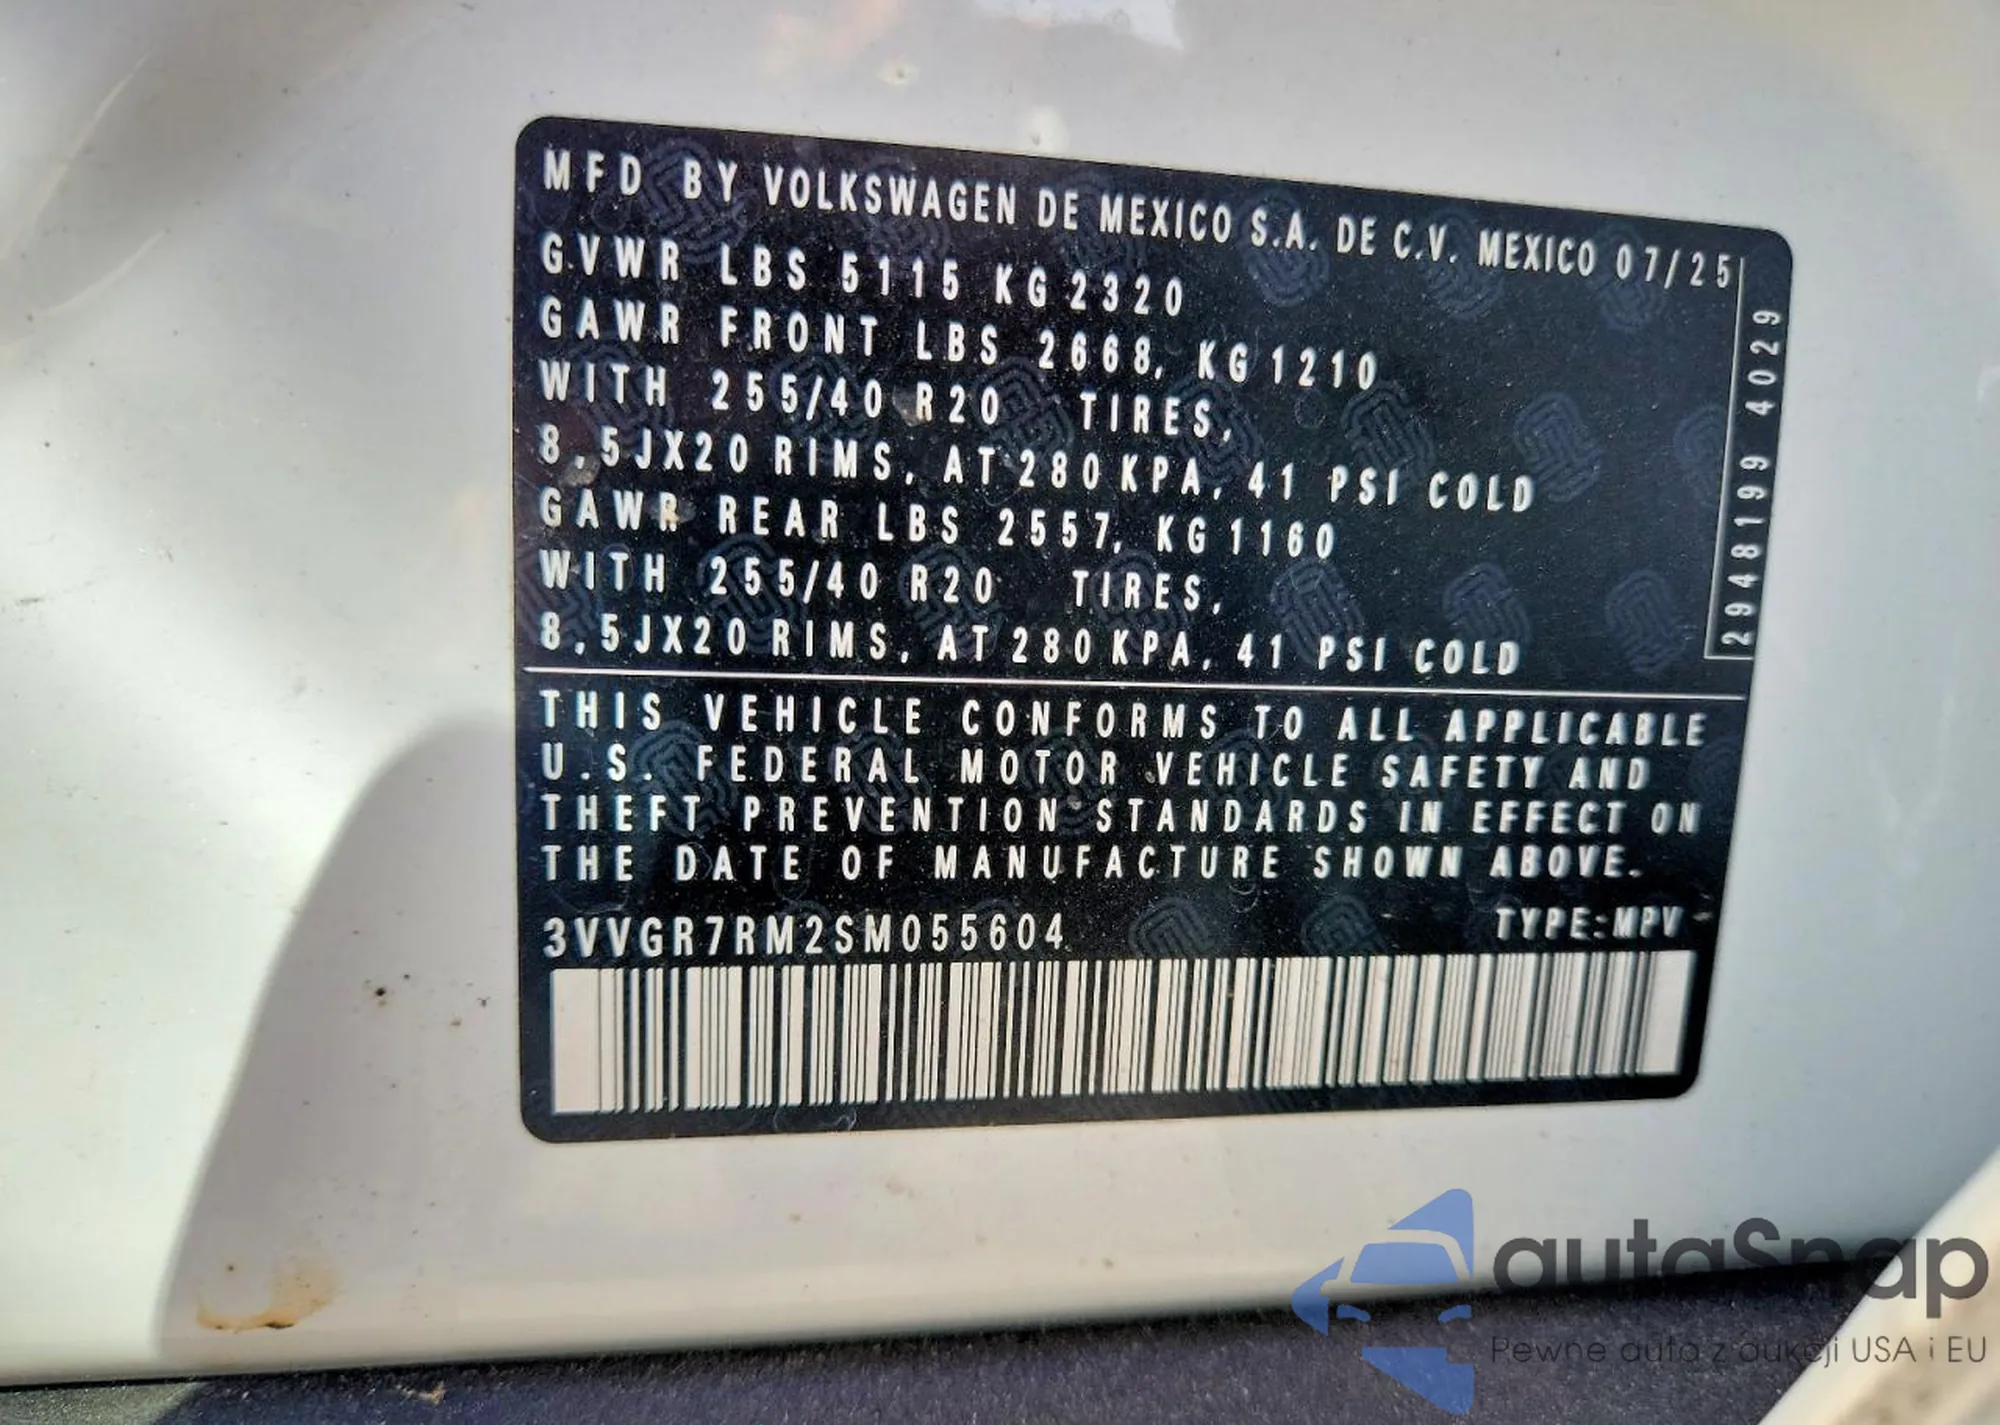 MFD BY VOLKSWAGEN DE MEXICO S.A. DE C.V. MEXICO 07/25
GVWR LBS 5115 KG 2320
GAWR FRONT LBS 2668, KG 1210
WITH 255/40 R20 TIRES,
8,5JX20 RIMS, AT 280 KPA, 41 PSI COLD
GAWR REAR LBS 2557, KG 1160
WITH 255/40 R20 TIRES,
8,5JX20 RIMS, AT 280 KPA, 41 PSI COLD
2948199 4029
THIS VEHICLE CONFORMS TO ALL APPLICABLE
U.S. FEDERAL MOTOR VEHICLE SAFETY AND
THEFT PREVENTION STANDARDS IN EFFECT ON
THE DATE OF MANUFACTURE SHOWN ABOVE.
3VVGR7RM2SM055604 TYPE:MPV
autoSnap
Pewne auto z aukcji USA i EU